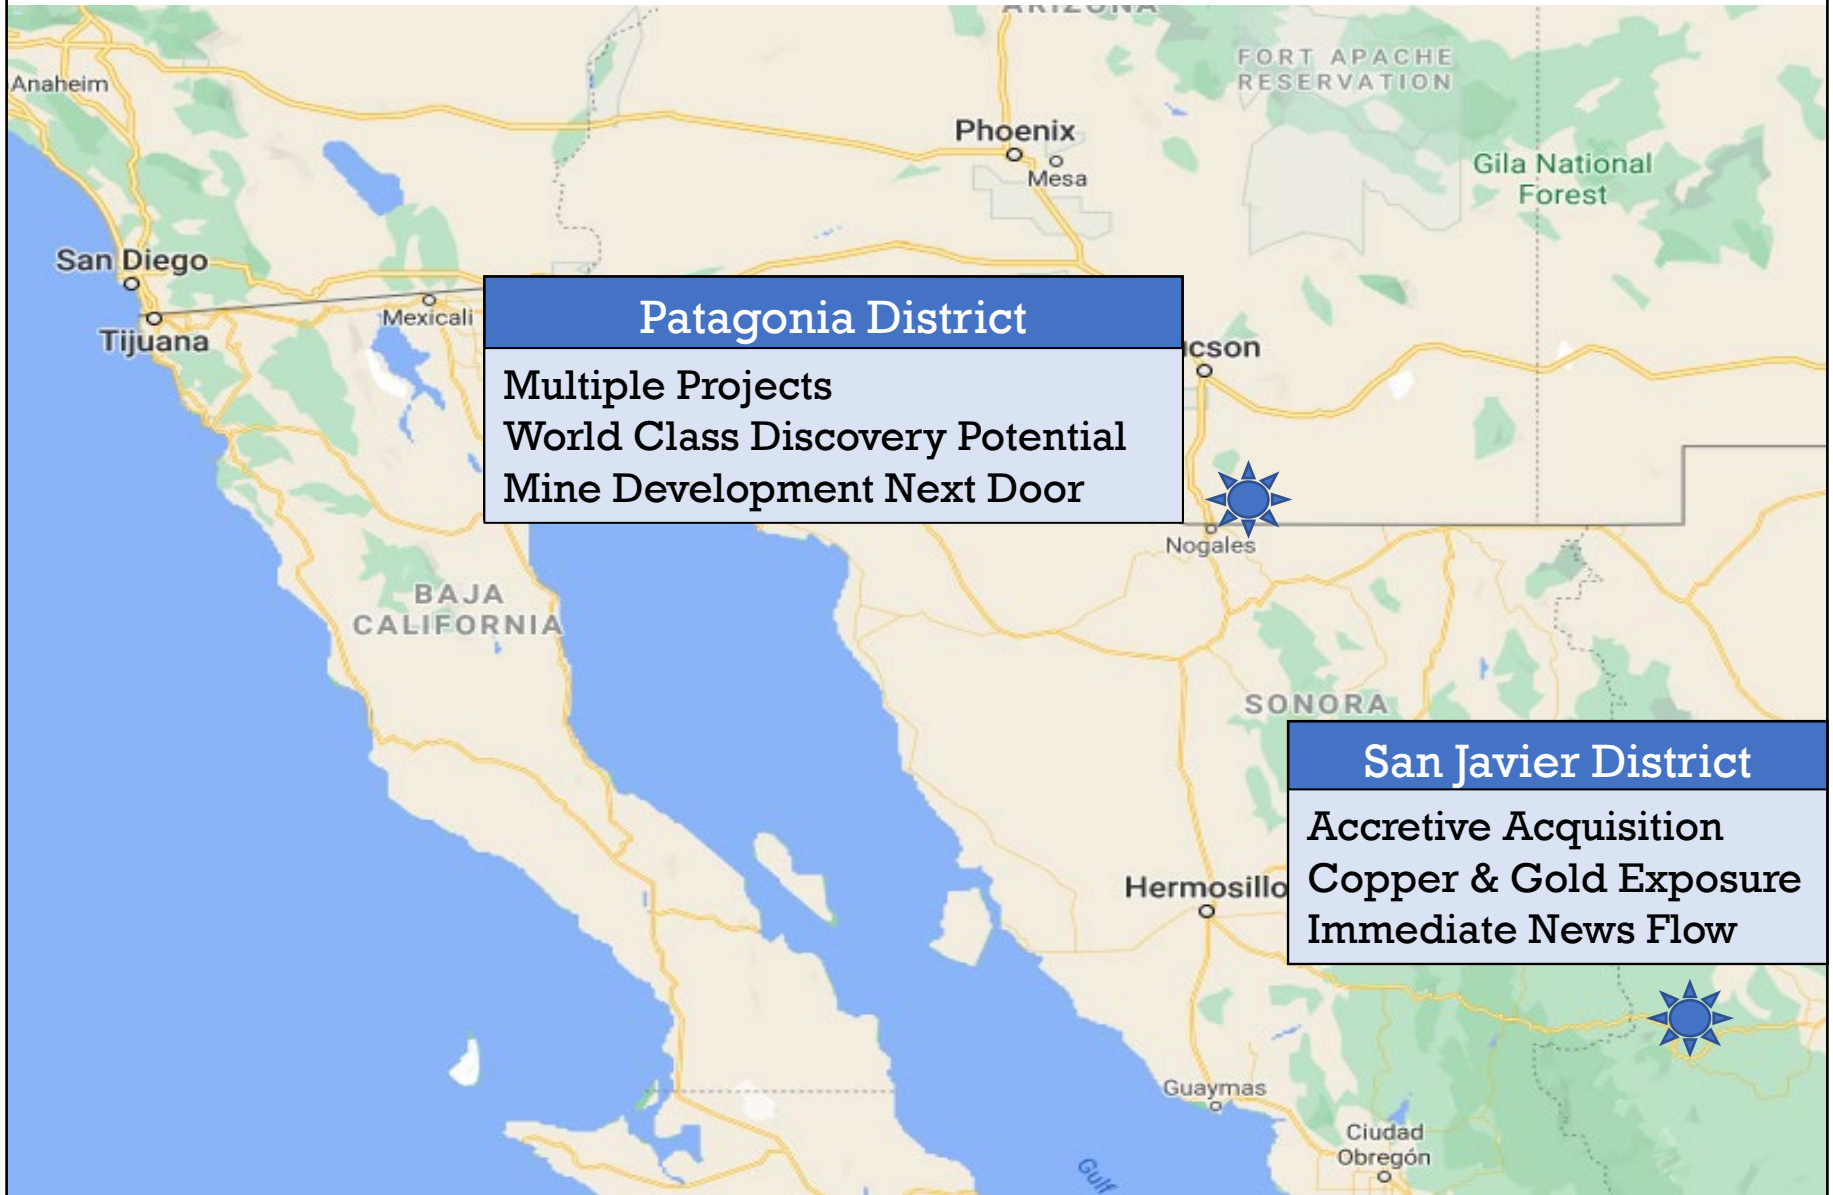 ARIZONA
FORT APACHE
RESERVATION
Anaheim
Phoenix
Mesa
Gila National
Forest
San Diego
Tijuana
Mexicali
Patagonia District
Multiple Projects
World Class Discovery Potential
Mine Development Next Door
ucson
Nogales
BAJA
CALIFORNIA
SONORA
San Javier District
Accretive Acquisition
Copper & Gold Exposure
Immediate News Flow
Hermosillo
Guaymas
Ciudad
Obregón
Gulf